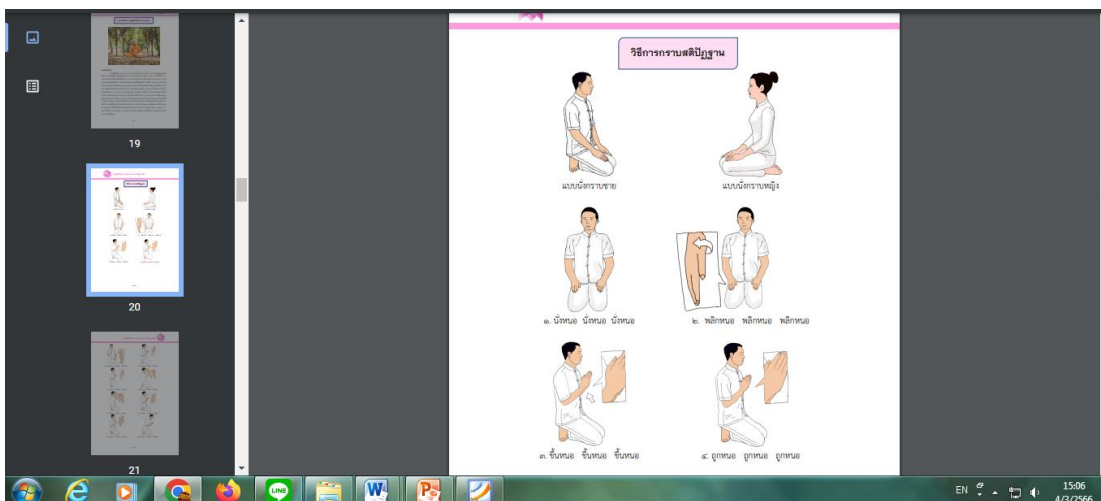 วิธีการกราบสติปัฏฐาน
แบบนั่งกราบชาย
แบบนั่งกราบหญิง
๑. นั่งหนอ นั่งหนอ นั่งหนอ
๒. พลิกหนอ พลิกหนอ พลิกหนอ
๓. ขึ้นหนอ ขึ้นหนอ ขึ้นหนอ
๔. ถูกหนอ ถูกหนอ ถูกหนอ
19
20
21
LINE
EN
15:06
4/3/2566